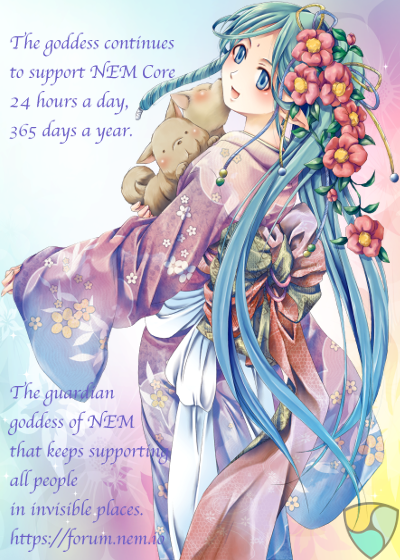 The goddess continues
to support NEM Core
24 hours a day,
365 days a year.
The guardian
goddess of NEM
that keeps supporting
all people
in invisible places.
https://forum.nem.io